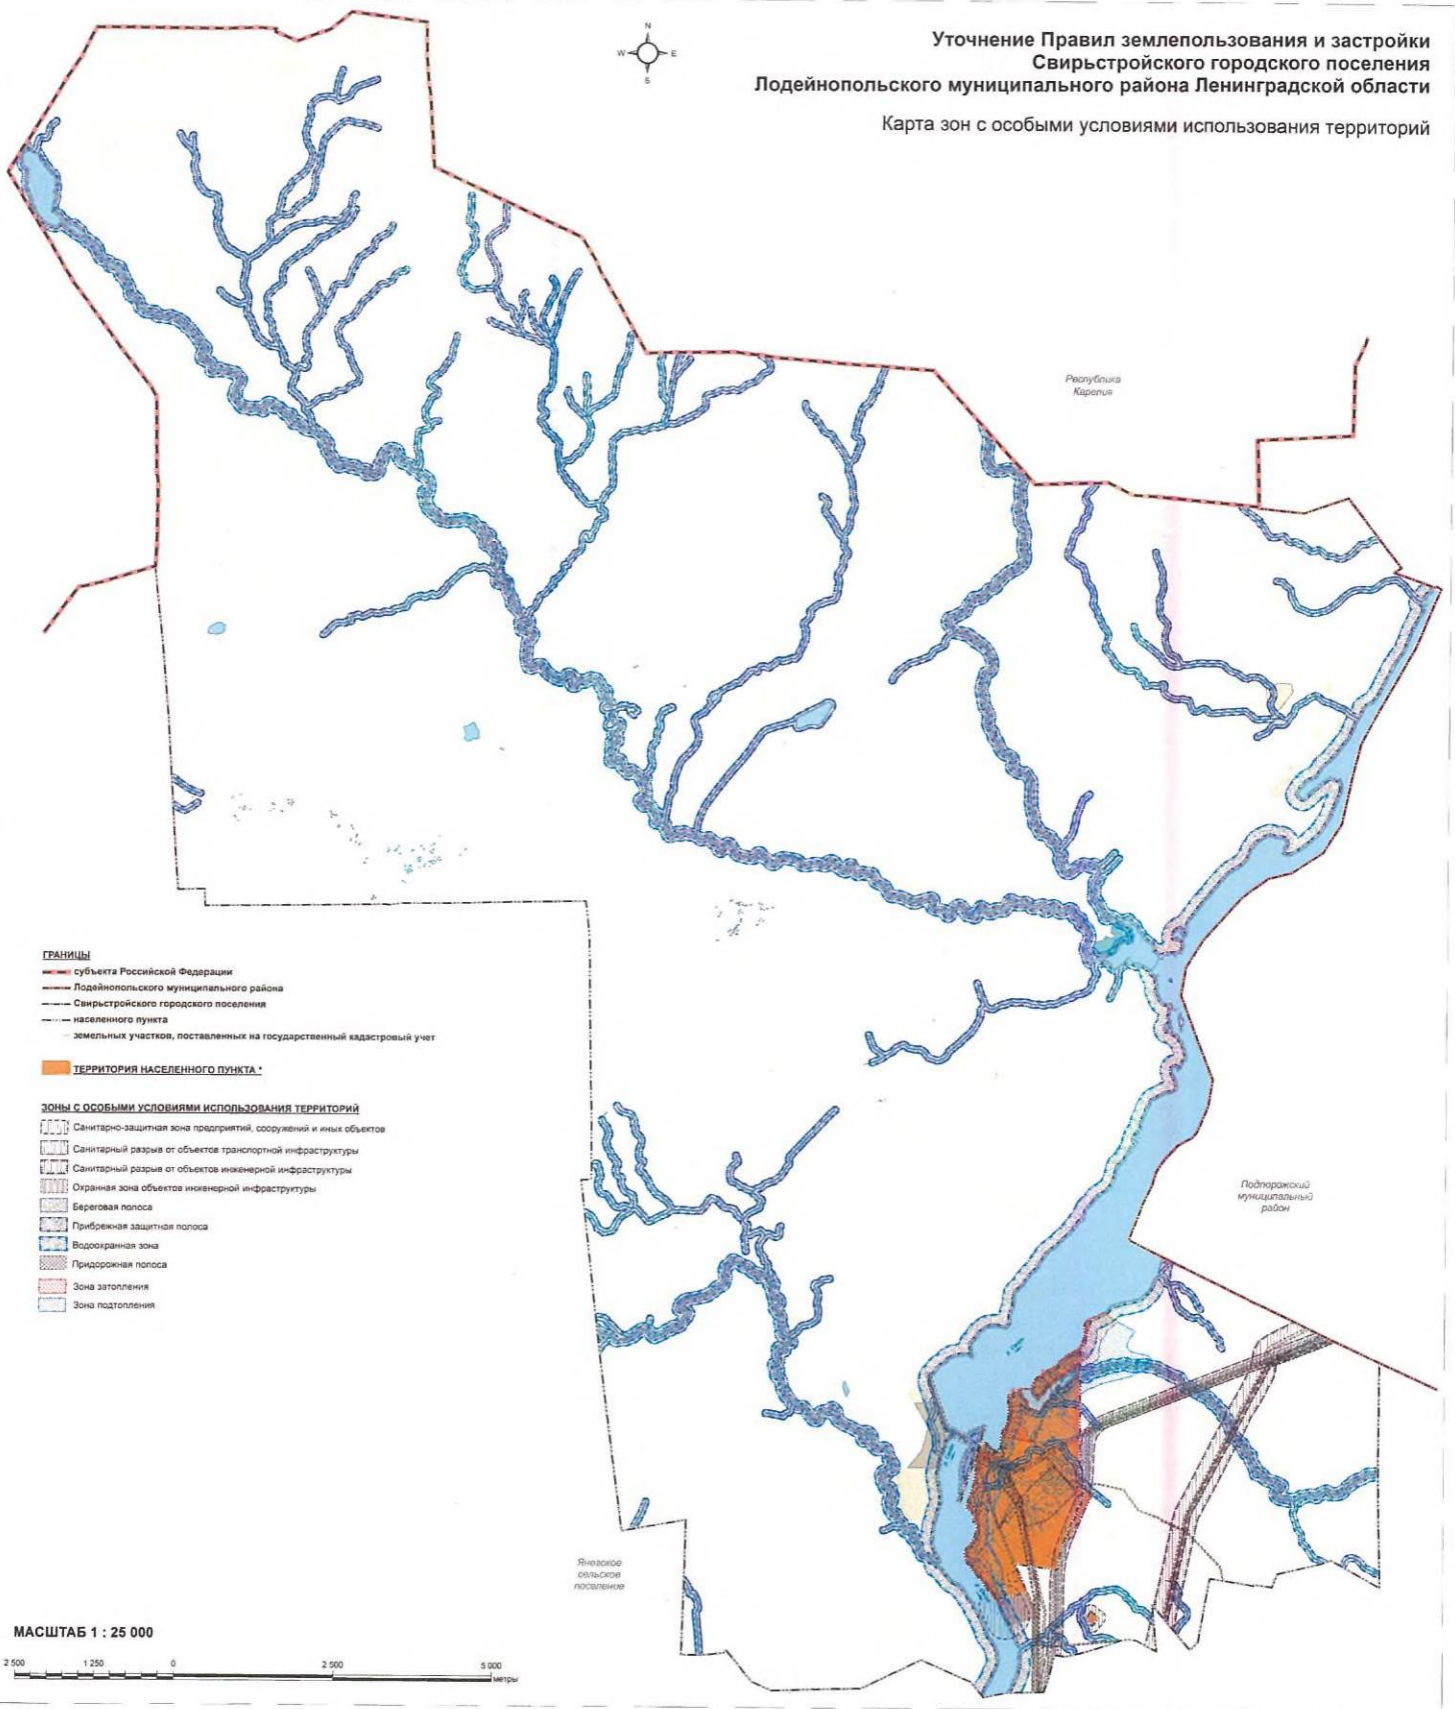 N
W
E
S
Уточнение Правил землепользования и застройки
Свирьстройского городского поселения
Лодейнопольского муниципального района Ленинградской области
Карта зон с особыми условиями использования территорий
Республика
Карелия
ГРАНИЦЫ
субъекта Российской Федерации
Лодейнопольского муниципального района
Свирьстройского городского поселения
населенного пункта
земельных участков, поставленных на государственный кадастровый учет
ТЕРРИТОРИЯ НАСЕЛЕННОГО ПУНКТА *
ЗОНЫ С ОСОБЫМИ УСЛОВИЯМИ ИСПОЛЬЗОВАНИЯ ТЕРРИТОРИЙ
Санитарно-защитная зона предприятий, сооружений и иных объектов
Санитарный разрыв от объектов транспортной инфраструктуры
Санитарный разрыв от объектов инженерной инфраструктуры
Охранная зона объектов инженерной инфраструктуры
Береговая полоса
Прибрежная защитная полоса
Водоохранная зона
Придорожная полоса
Зона затопления
Зона подтопления
Подпорожский
муниципальный
район
Янегское
сельское
поселение
МАСШТАБ 1 : 25 000
2 500 1 250 0 2 500 5 000
метры